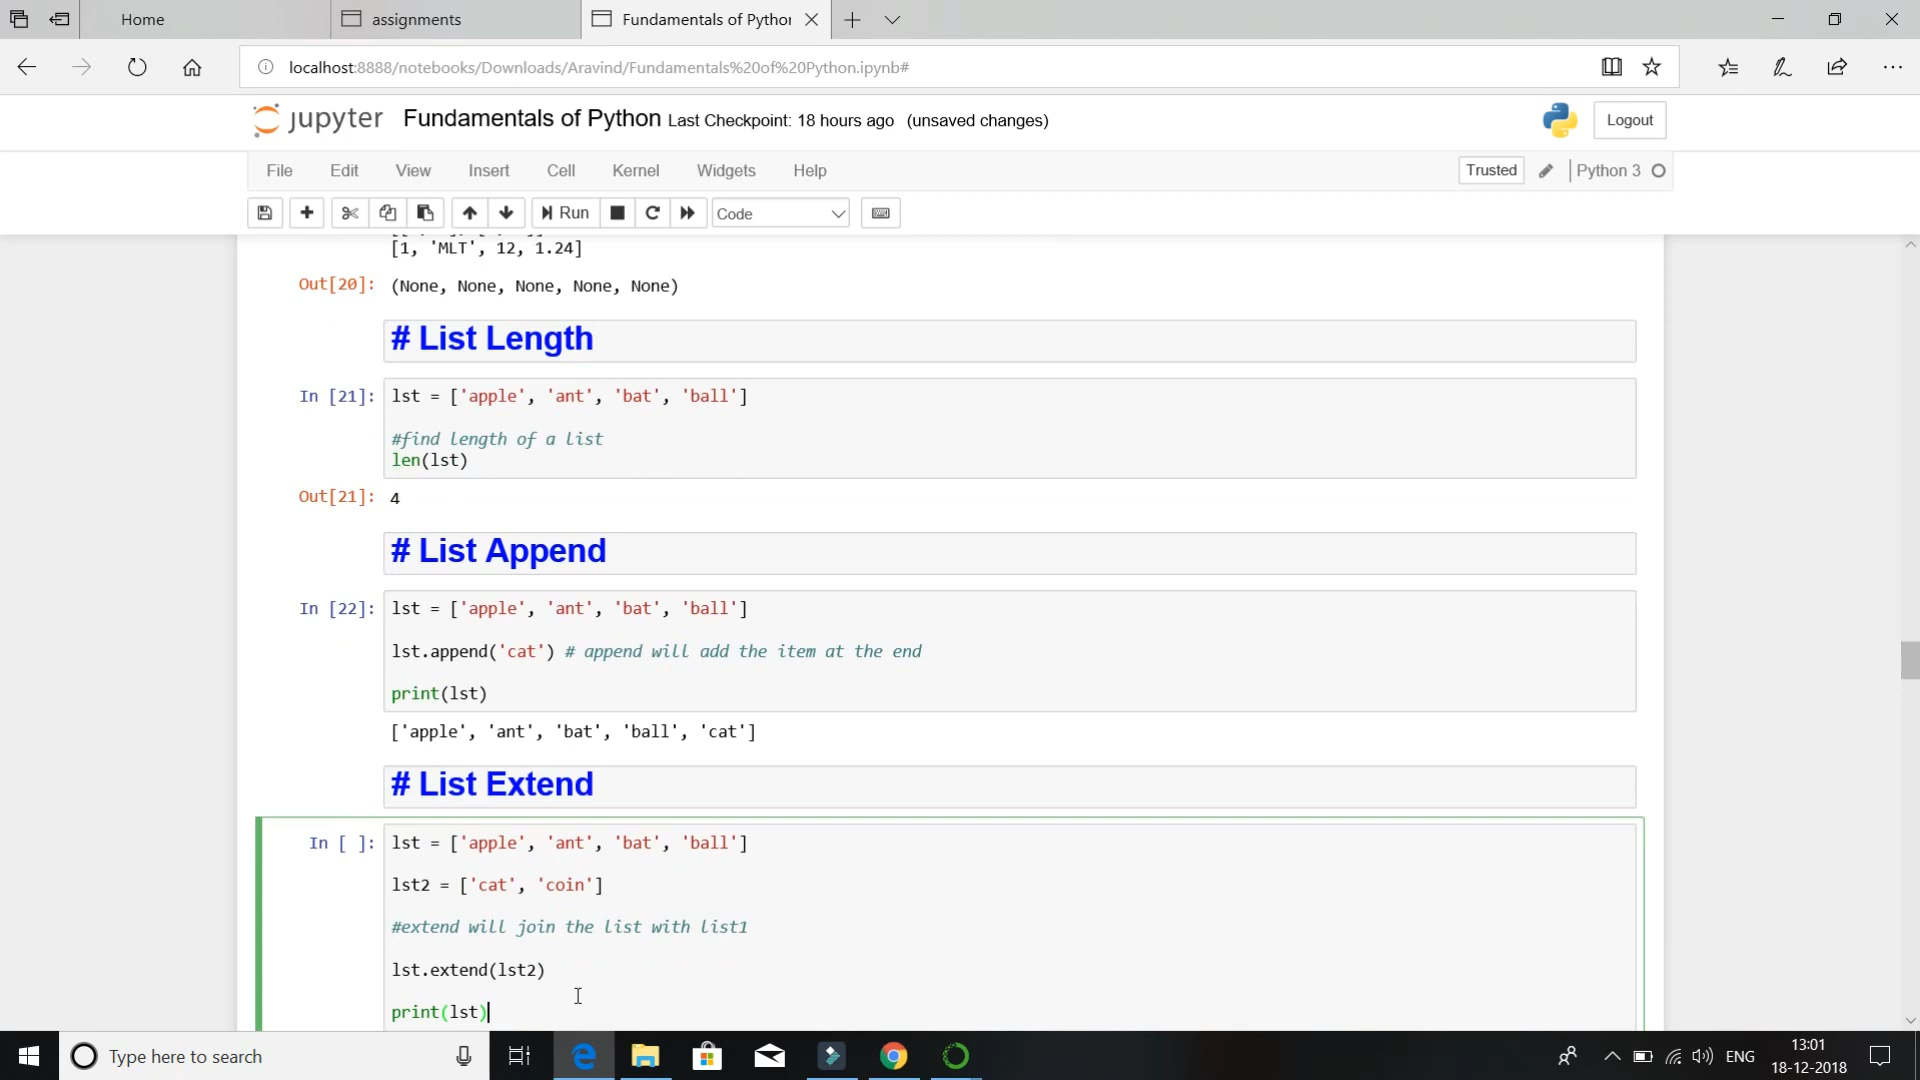 Home
assignments
Fundamentals of Python
localhost:8888/notebooks/Downloads/Aravind/Fundamentals%20of%20Python.ipynb#
jupyter Fundamentals of Python Last Checkpoint: 18 hours ago (unsaved changes)
Logout
File Edit View Insert Cell Kernel Widgets Help
Trusted Python 3
Run Code
[1, 'MLT', 12, 1.24]
Out[20]: (None, None, None, None, None)
# List Length
In [21]: lst = ['apple', 'ant', 'bat', 'ball']
#find length of a list
len(lst)
Out[21]: 4
# List Append
In [22]: lst = ['apple', 'ant', 'bat', 'ball']
lst.append('cat') # append will add the item at the end
print(lst)
['apple', 'ant', 'bat', 'ball', 'cat']
# List Extend
In [ ]: lst = ['apple', 'ant', 'bat', 'ball']
lst2 = ['cat', 'coin']
#extend will join the list with list1
lst.extend(lst2)
print(lst)
Type here to search
ENG
13:01
18-12-2018